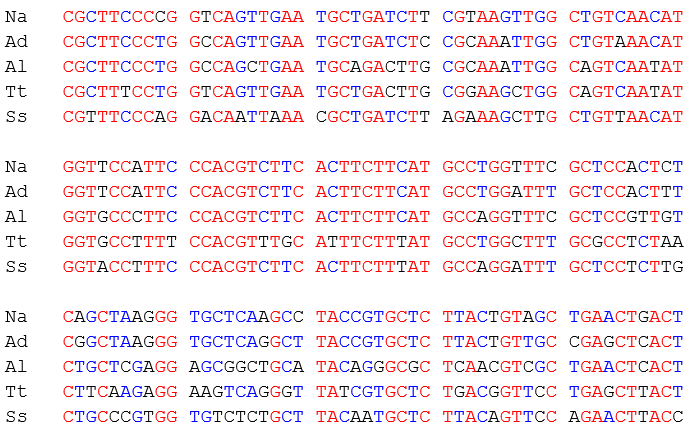 Na CGCTTCCCCG GTCAGTTGAA TGCTGATCTT CGTAAGTTGG CTGTCAACAT
Ad CGCTTCCCTG GCCAGTTGAA TGCTGATCTC CGCAAATTGG CTGTAAACAT
Al CGCTTCCCTG GCCAGCTGAA TGCAGACTTG CGCAAATTGG CAGTCAATAT
Tt CGCTTTCCTG GTCAGTTGAA TGCTGACTTG CGGAAGCTGG CAGTCAATAT
Ss CGTTTCCCAG GACAATTAAA CGCTGATCTT AGAAAGCTTG CTGTTAACAT
Na GGTTCCATTC CCACGTCTTC ACTTCTTCAT GCCTGGTTTC GCTCCACTCT
Ad GGTTCCATTC CCACGTCTTC ACTTCTTCAT GCCTGGATTT GCTCCACTTT
Al GGTGCCCTTC CCACGTCTTC ACTTCTTCAT GCCAGGTTTC GCTCCGTTGT
Tt GGTGCCTTTT CCACGTTTGC ATTTCTTTAT GCCTGGCTTT GCGCCTCTAA
Ss GGTACCTTTC CCACGTCTTC ACTTCTTTAT GCCAGGATTT GCTCCTCTTG
Na CAGCTAAGGG TGCTCAAGCC TACCGTGCTC TTACTGTAGC TGAACTGACT
Ad CGGCTAAGGG TGCTCAGGCT TACCGTGCTC TTACTGTTGC CGAGCTCACT
Al CTGCTCGAGG AGCGGCTGCA TACAGGGCGC TCAACGTCGC TGAACTCACT
Tt CTTCAAGAGG AAGTCAGGGT TATCGTGCTC TGACGGTTCC TGAGCTTACT
Ss CTGCCCGTGG TGTCTCTGCT TACAATGCTC TTACAGTTCC AGAACTTACC